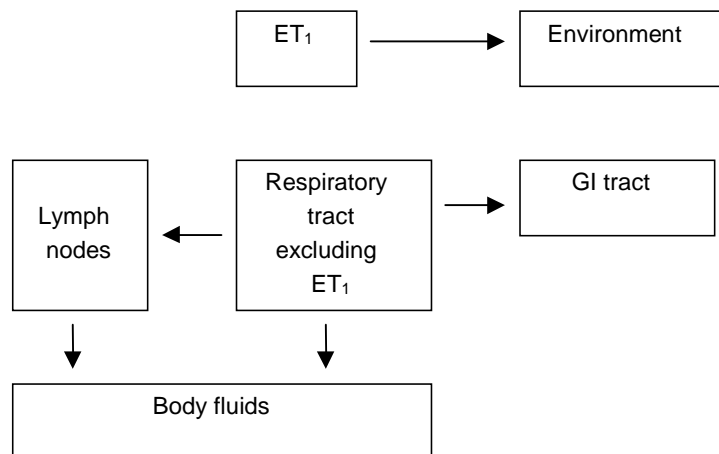 ET₁
Environment
Lymph
nodes
Respiratory
tract
excluding
ET₁
GI tract
Body fluids